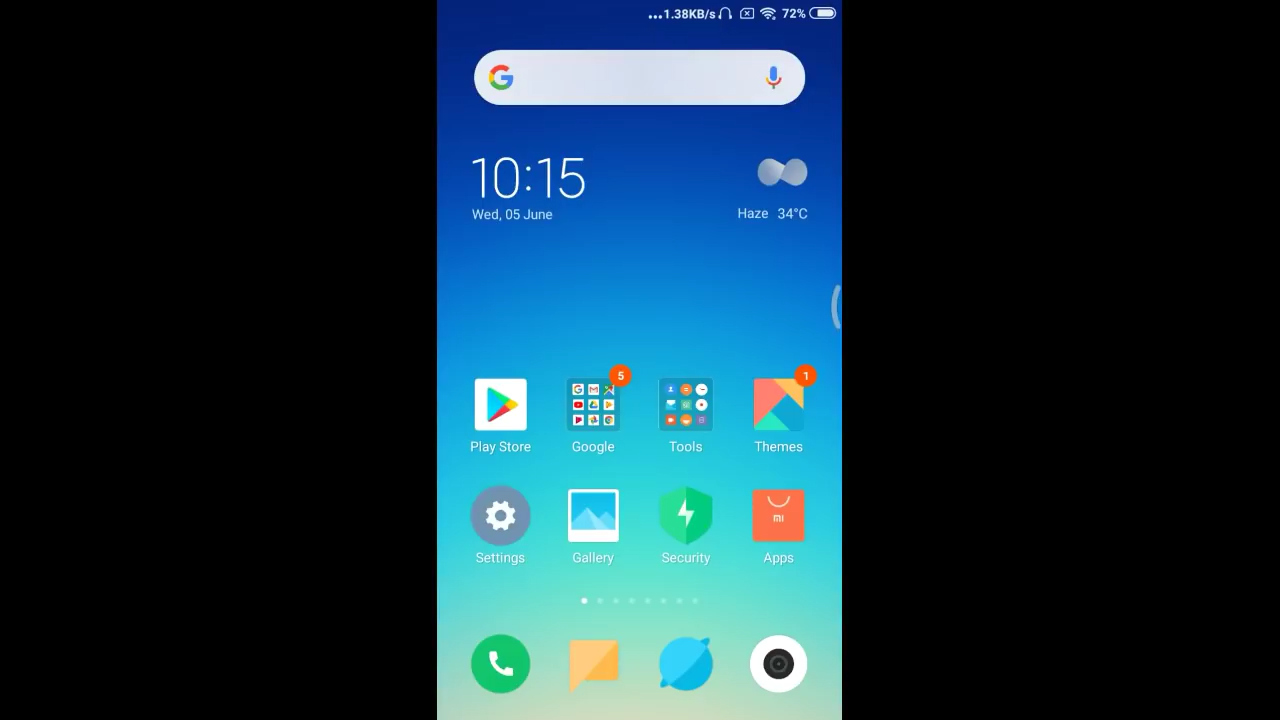 ...1.38KB/s 72%
10:15
Wed, 05 June
Haze 34°C
5
1
Play Store Google Tools Themes
mi
Settings Gallery Security Apps